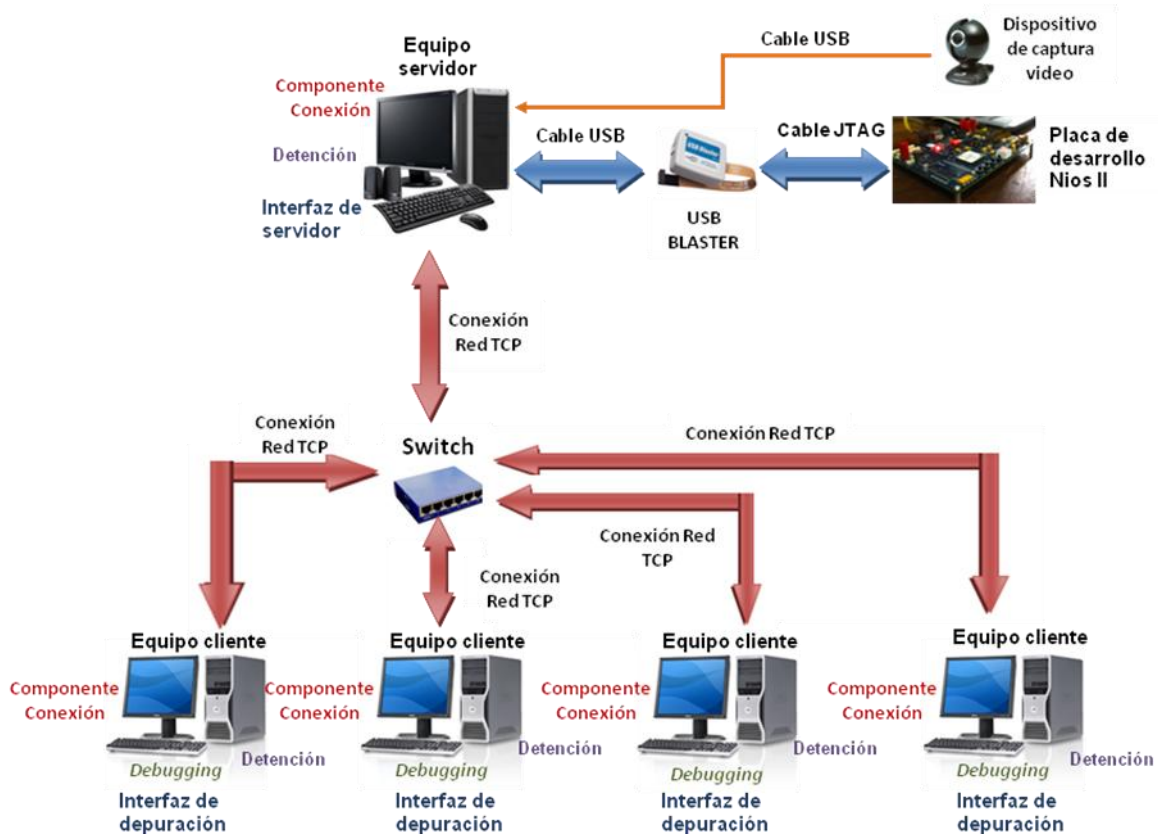 Cable USB
Dispositivo
de captura
video
Equipo
servidor
Componente
Conexión
Detención
Interfaz de
servidor
Cable USB
USB Blaster
USB
BLASTER
Cable JTAG
Placa de
desarrollo
Nios II
Conexión
Red TCP
Conexión
Red TCP
Switch
Conexión Red TCP
Conexión Red
TCP
Conexión
Red TCP
Equipo cliente
Componente
Conexión
Detención
Debugging
Interfaz de
depuración
Equipo cliente
Componente
Conexión
Detención
Debugging
Interfaz de
depuración
Equipo cliente
Componente
Conexión
Detención
Debugging
Interfaz de
depuración
Equipo cliente
Componente
Conexión
Detención
Debugging
Interfaz de
depuración